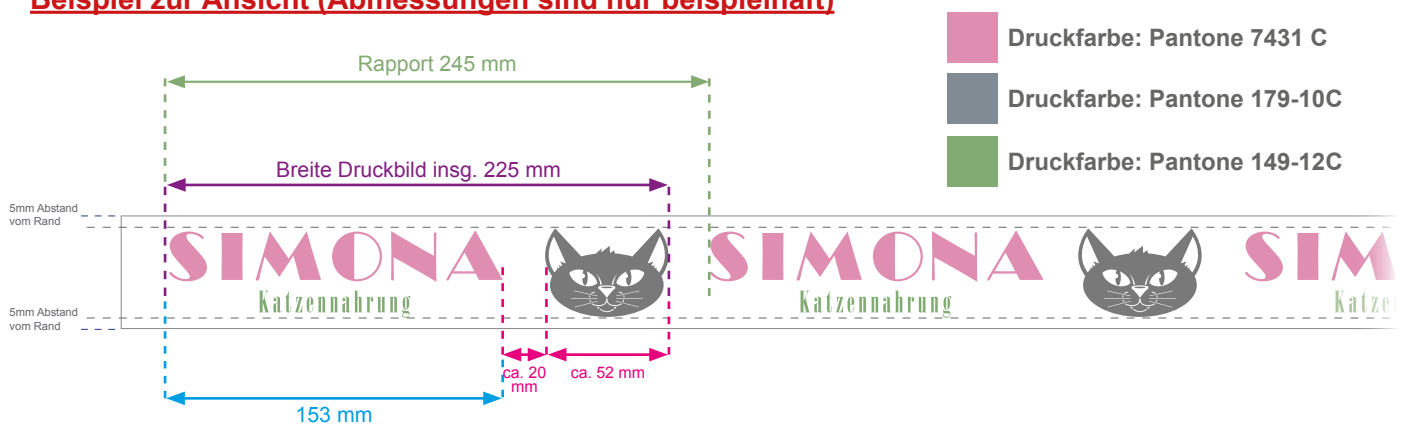 Beispiel zur Ansicht (Abmessungen sind nur beispielhaft)
Druckfarbe: Pantone 7431 C
Rapport 245 mm
Druckfarbe: Pantone 179-10C
Druckfarbe: Pantone 149-12C
Breite Druckbild insg. 225 mm
5mm Abstand
vom Rand
SIMONA SIMONA SIM
Katzennahrung Katzennahrung Katze
5mm Abstand
vom Rand
ca. 20
mm
ca. 52 mm
153 mm